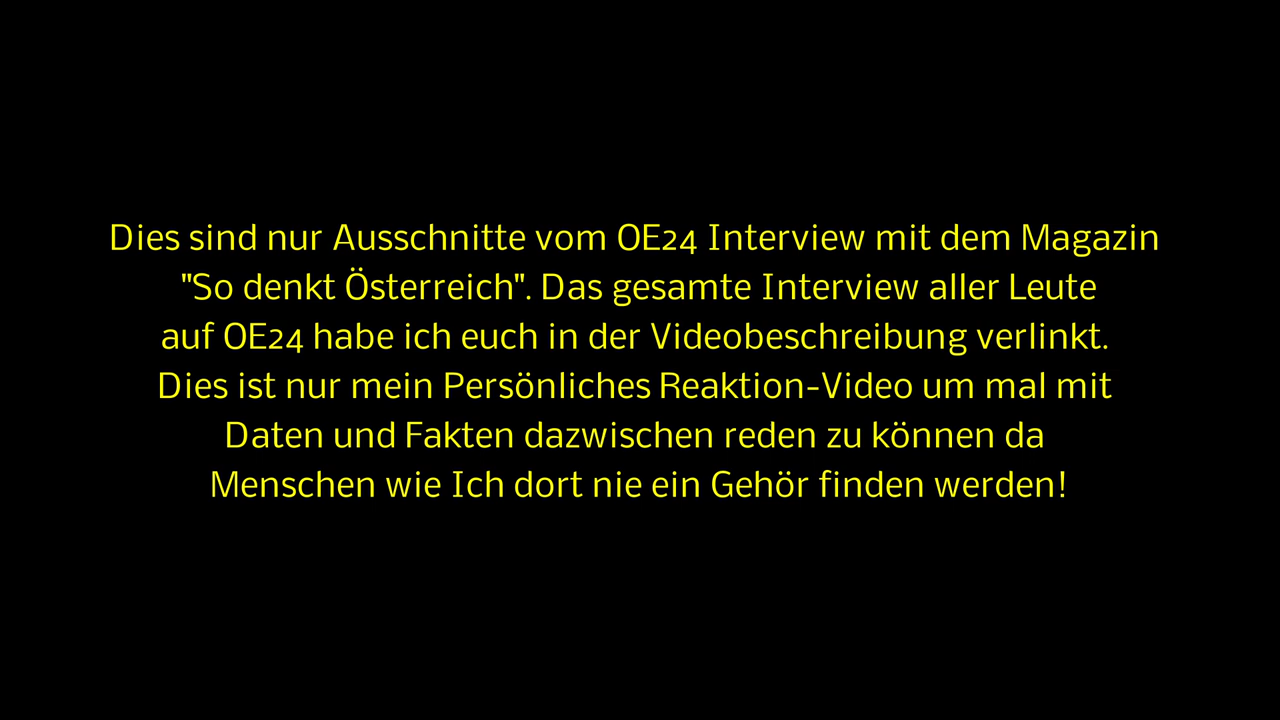 Dies sind nur Ausschnitte vom OE24 Interview mit dem Magazin
"So denkt Österreich". Das gesamte Interview aller Leute
auf OE24 habe ich euch in der Videobeschreibung verlinkt.
Dies ist nur mein Persönliches Reaktion-Video um mal mit
Daten und Fakten dazwischen reden zu können da
Menschen wie Ich dort nie ein Gehör finden werden!